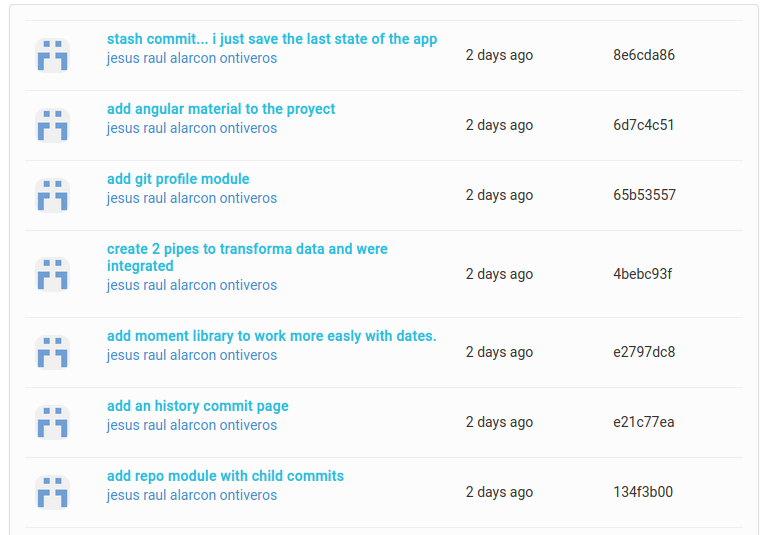 stash commit... i just save the last state of the app
jesus raul alarcon ontiveros
2 days ago
8e6cda86
add angular material to the proyect
jesus raul alarcon ontiveros
2 days ago
6d7c4c51
add git profile module
jesus raul alarcon ontiveros
2 days ago
65b53557
create 2 pipes to transforma data and were
integrated
jesus raul alarcon ontiveros
2 days ago
4bebc93f
add moment library to work more easly with dates.
jesus raul alarcon ontiveros
2 days ago
e2797dc8
add an history commit page
jesus raul alarcon ontiveros
2 days ago
e21c77ea
add repo module with child commits
jesus raul alarcon ontiveros
2 days ago
134f3b00